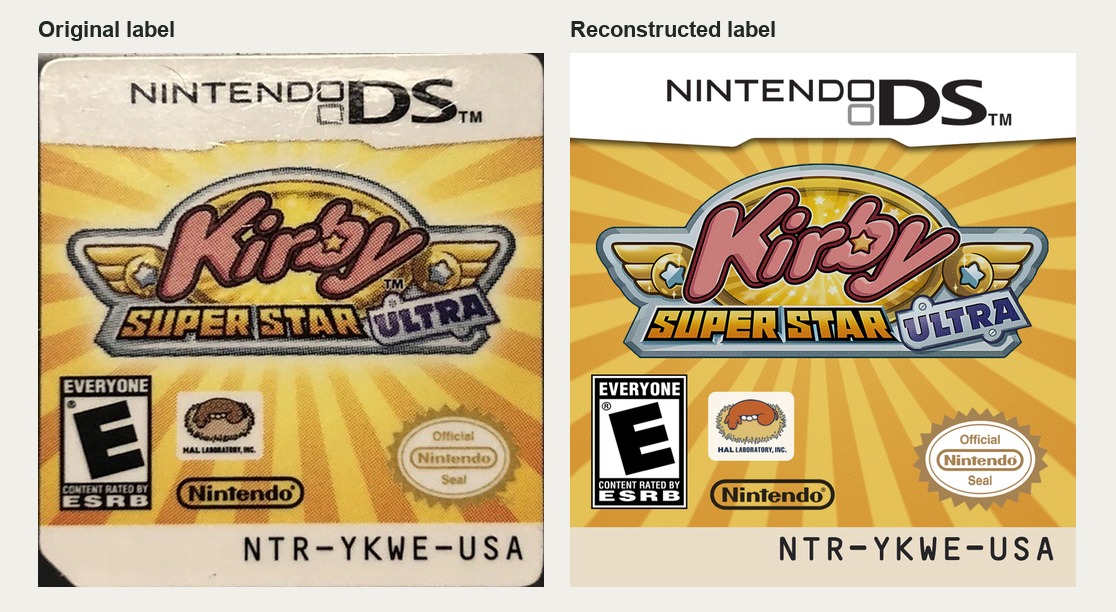 Original label
NINTENDO DS™
Kirby™
SUPER STAR ULTRA
EVERYONE
E
®
CONTENT RATED BY
ESRB
HAL LABORATORY, INC.
Nintendo®
Official
Nintendo
Seal
NTR-YKWE-USA
Reconstructed label
NINTENDO DS™
Kirby
SUPER STAR ULTRA
EVERYONE
E
®
CONTENT RATED BY
ESRB
HAL LABORATORY, INC.
Nintendo®
Official
Nintendo®
Seal
NTR-YKWE-USA